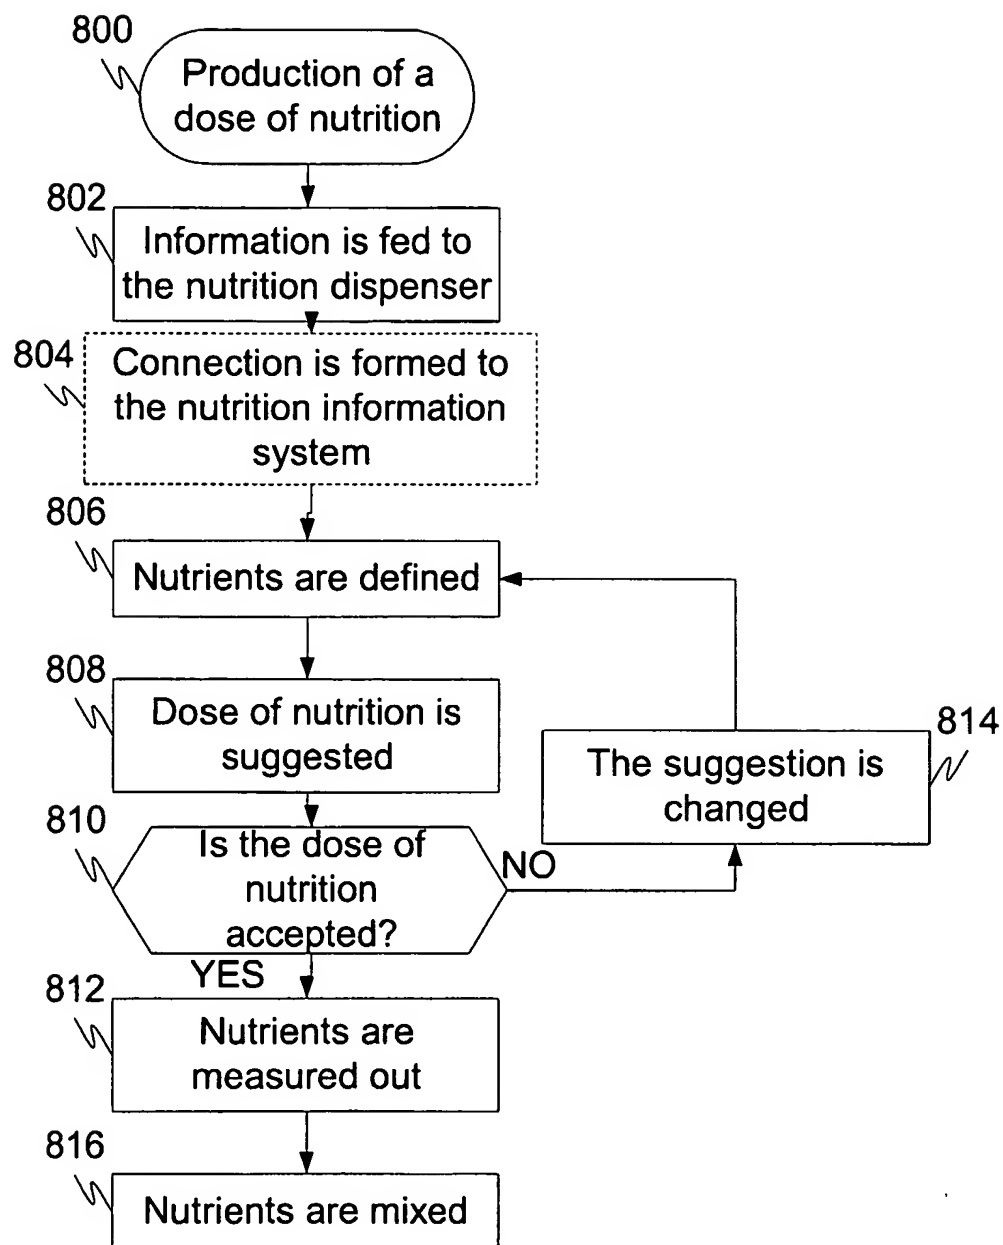 800
Production of a
dose of nutrition
802
Information is fed to
the nutrition dispenser
804
Connection is formed to
the nutrition information
system
806
Nutrients are defined
808
Dose of nutrition is
suggested
814
The suggestion is
changed
810
Is the dose of
nutrition
accepted?
NO
YES
812
Nutrients are
measured out
816
Nutrients are mixed